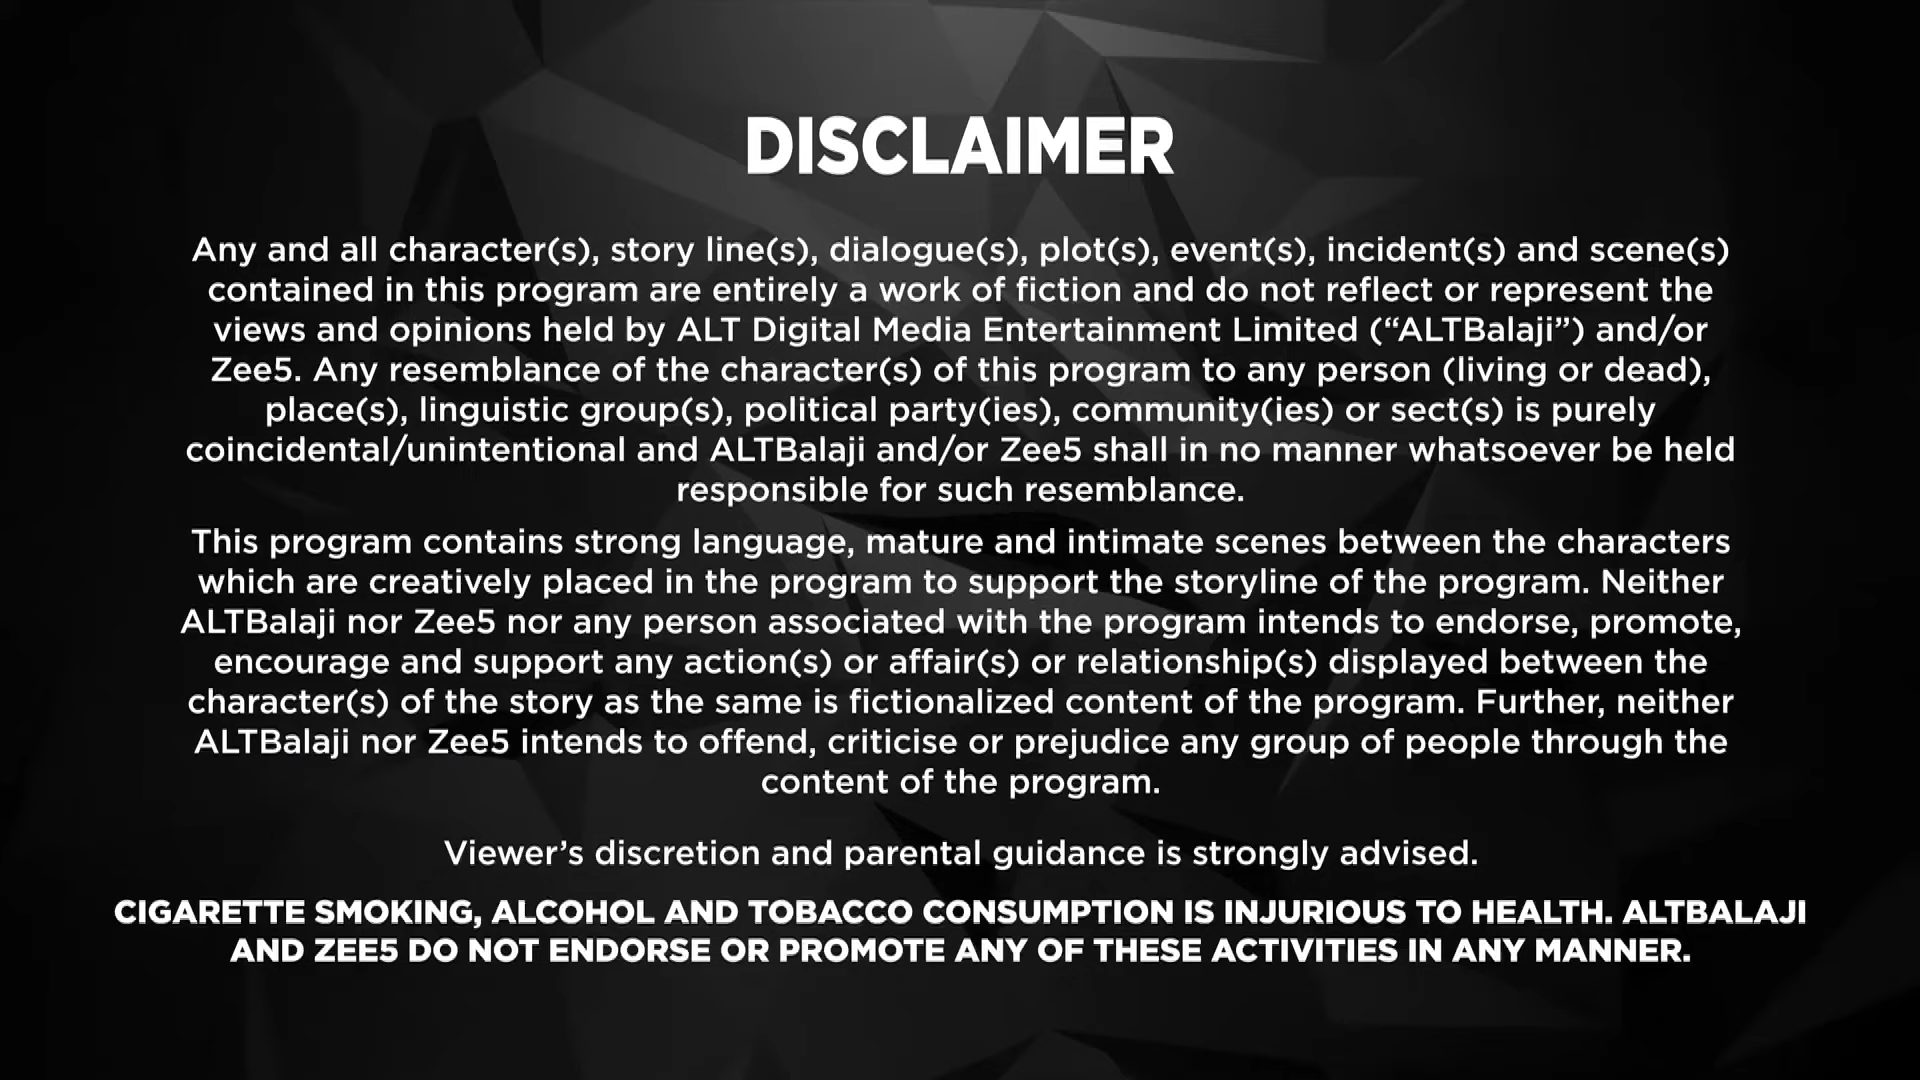 DISCLAIMER
Any and all character(s), story line(s), dialogue(s), plot(s), event(s), incident(s) and scene(s)
contained in this program are entirely a work of fiction and do not reflect or represent the
views and opinions held by ALT Digital Media Entertainment Limited (“ALTBalaji”) and/or
Zee5. Any resemblance of the character(s) of this program to any person (living or dead),
place(s), linguistic group(s), political party(ies), community(ies) or sect(s) is purely
coincidental/unintentional and ALTBalaji and/or Zee5 shall in no manner whatsoever be held
responsible for such resemblance.
This program contains strong language, mature and intimate scenes between the characters
which are creatively placed in the program to support the storyline of the program. Neither
ALTBalaji nor Zee5 nor any person associated with the program intends to endorse, promote,
encourage and support any action(s) or affair(s) or relationship(s) displayed between the
character(s) of the story as the same is fictionalized content of the program. Further, neither
ALTBalaji nor Zee5 intends to offend, criticise or prejudice any group of people through the
content of the program.
Viewer’s discretion and parental guidance is strongly advised.
CIGARETTE SMOKING, ALCOHOL AND TOBACCO CONSUMPTION IS INJURIOUS TO HEALTH. ALTBALAJI
AND ZEE5 DO NOT ENDORSE OR PROMOTE ANY OF THESE ACTIVITIES IN ANY MANNER.